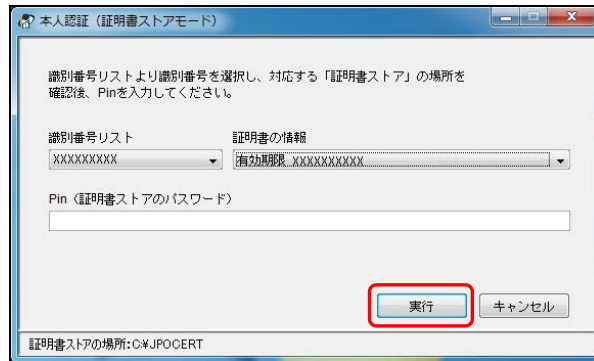 本人認証（証明書ストアモード）
識別番号リストより識別番号を選択し、対応する「証明書ストア」の場所を
確認後、Pinを入力してください。
識別番号リスト 証明書の情報
XXXXXXXXX 有効期限 XXXXXXXXXX
Pin（証明書ストアのパスワード）
実行 キャンセル
証明書ストアの場所:C:¥JPOCERT